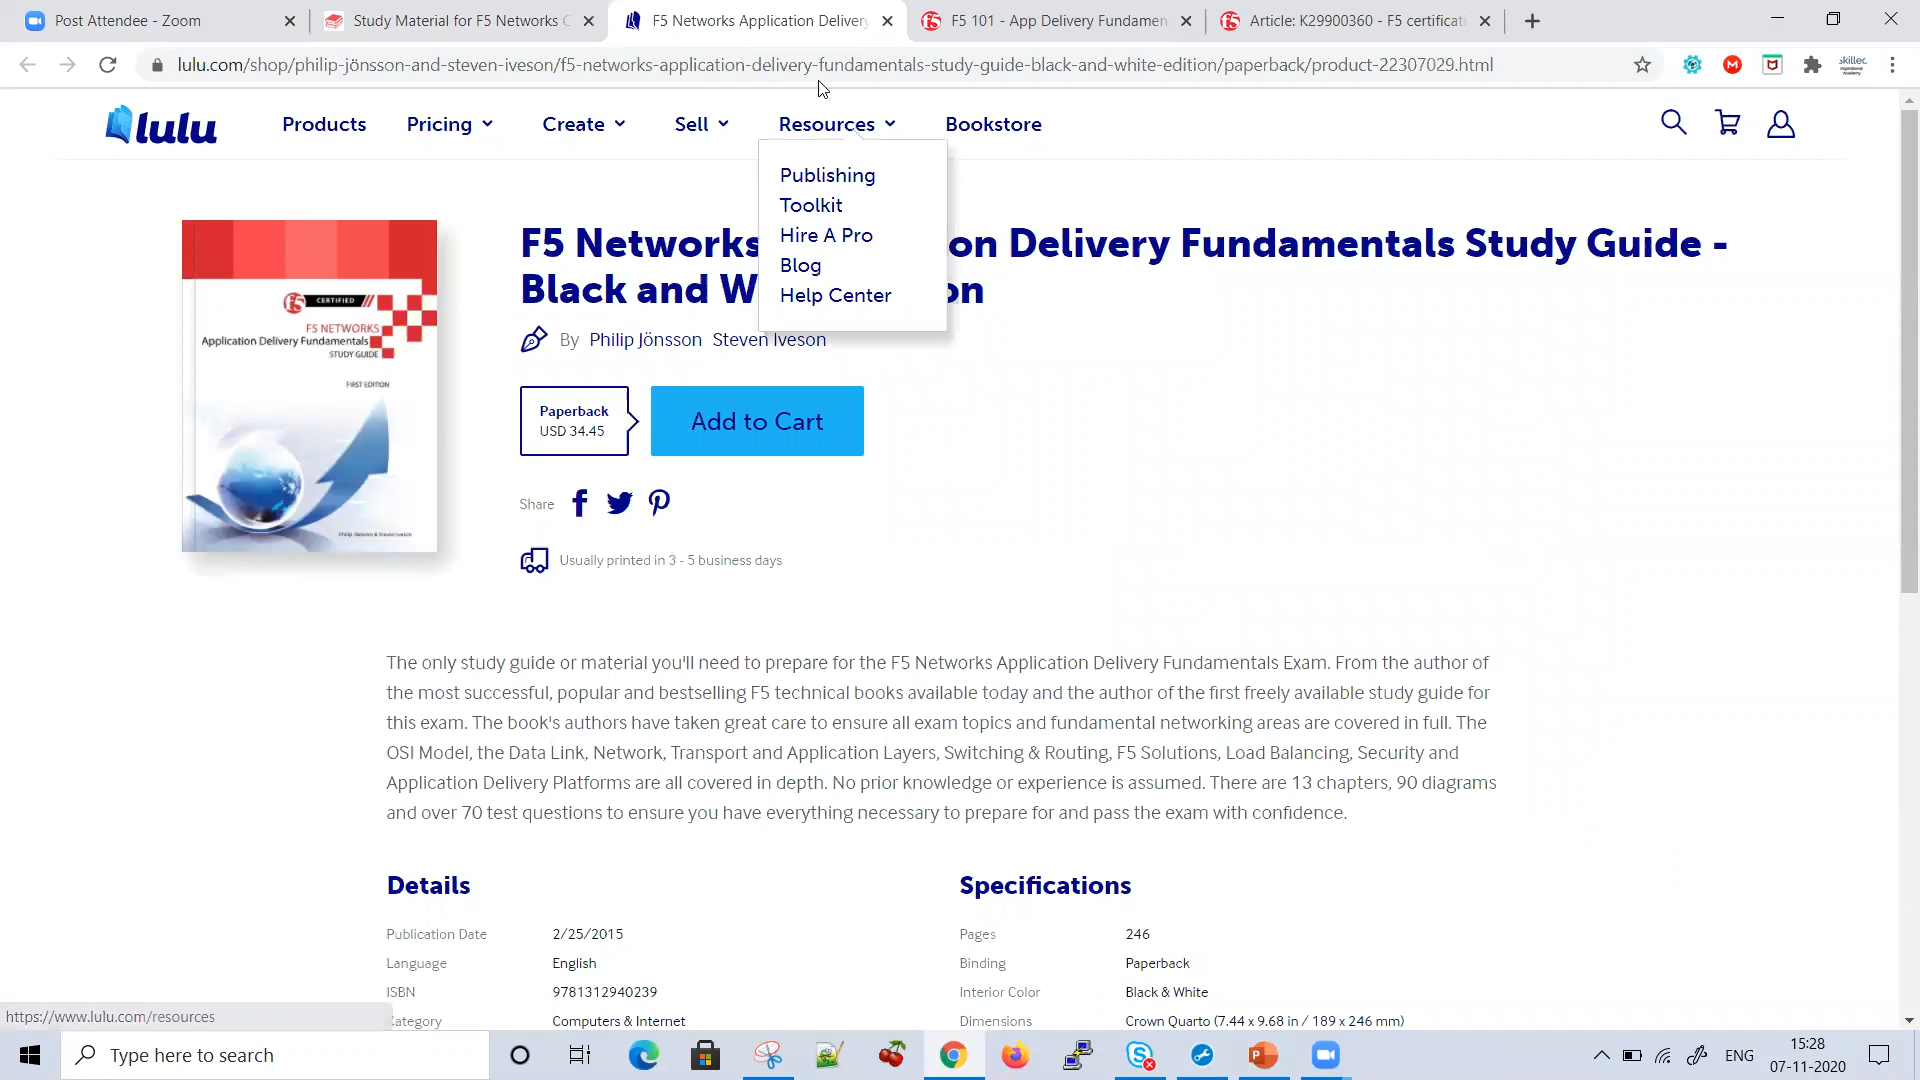 Post Attendee - Zoom
Study Material for F5 Networks C
F5 Networks Application Delivery
F5 101 - App Delivery Fundamen
Article: K29900360 - F5 certificati
lulu.com/shop/philip-jönsson-and-steven-iveson/f5-networks-application-delivery-fundamentals-study-guide-black-and-white-edition/paperback/product-22307029.html
lulu
Products
Pricing
Create
Sell
Resources
Bookstore
Publishing
Toolkit
Hire A Pro
Blog
Help Center
F5 Networks on Delivery Fundamentals Study Guide -
Black and W on
By Philip Jönsson Steven Iveson
Paperback
USD 34.45
Add to Cart
Share
Usually printed in 3 - 5 business days
F5 CERTIFIED
F5 NETWORKS
Application Delivery Fundamentals
STUDY GUIDE
FIRST EDITION
Philip Jönsson & Steven Iveson
The only study guide or material you'll need to prepare for the F5 Networks Application Delivery Fundamentals Exam. From the author of
the most successful, popular and bestselling F5 technical books available today and the author of the first freely available study guide for
this exam. The book's authors have taken great care to ensure all exam topics and fundamental networking areas are covered in full. The
OSI Model, the Data Link, Network, Transport and Application Layers, Switching & Routing, F5 Solutions, Load Balancing, Security and
Application Delivery Platforms are all covered in depth. No prior knowledge or experience is assumed. There are 13 chapters, 90 diagrams
and over 70 test questions to ensure you have everything necessary to prepare for and pass the exam with confidence.
Details
Publication Date 2/25/2015
Language English
ISBN 9781312940239
Category Computers & Internet
Specifications
Pages 246
Binding Paperback
Interior Color Black & White
Dimensions Crown Quarto (7.44 x 9.68 in / 189 x 246 mm)
https://www.lulu.com/resources
Type here to search
ENG
15:28
07-11-2020